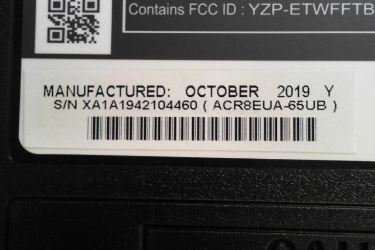 Contains FCC ID : YZP-ETWFFTB
MANUFACTURED: OCTOBER 2019 Y
S/N XA1A1942104460 ( ACR8EUA-65UB )